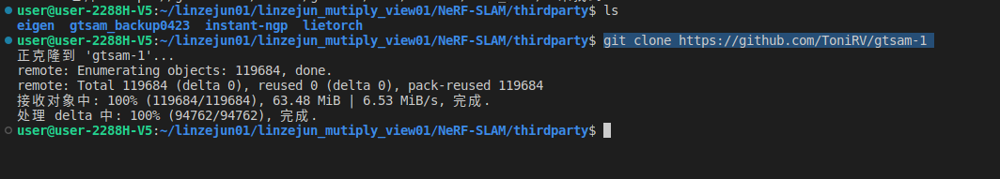 user@user-2288H-V5:~/linzejun01/linzejun_mutiply_view01/NeRF-SLAM/thirdparty$ ls
eigen  gtsam_backup0423  instant-ngp  lietorch
user@user-2288H-V5:~/linzejun01/linzejun_mutiply_view01/NeRF-SLAM/thirdparty$ git clone https://github.com/ToniRV/gtsam-1
正克隆到 'gtsam-1'...
remote: Enumerating objects: 119684, done.
remote: Total 119684 (delta 0), reused 0 (delta 0), pack-reused 119684
接收对象中: 100% (119684/119684), 63.48 MiB | 6.53 MiB/s, 完成.
处理 delta 中: 100% (94762/94762), 完成.
user@user-2288H-V5:~/linzejun01/linzejun_mutiply_view01/NeRF-SLAM/thirdparty$